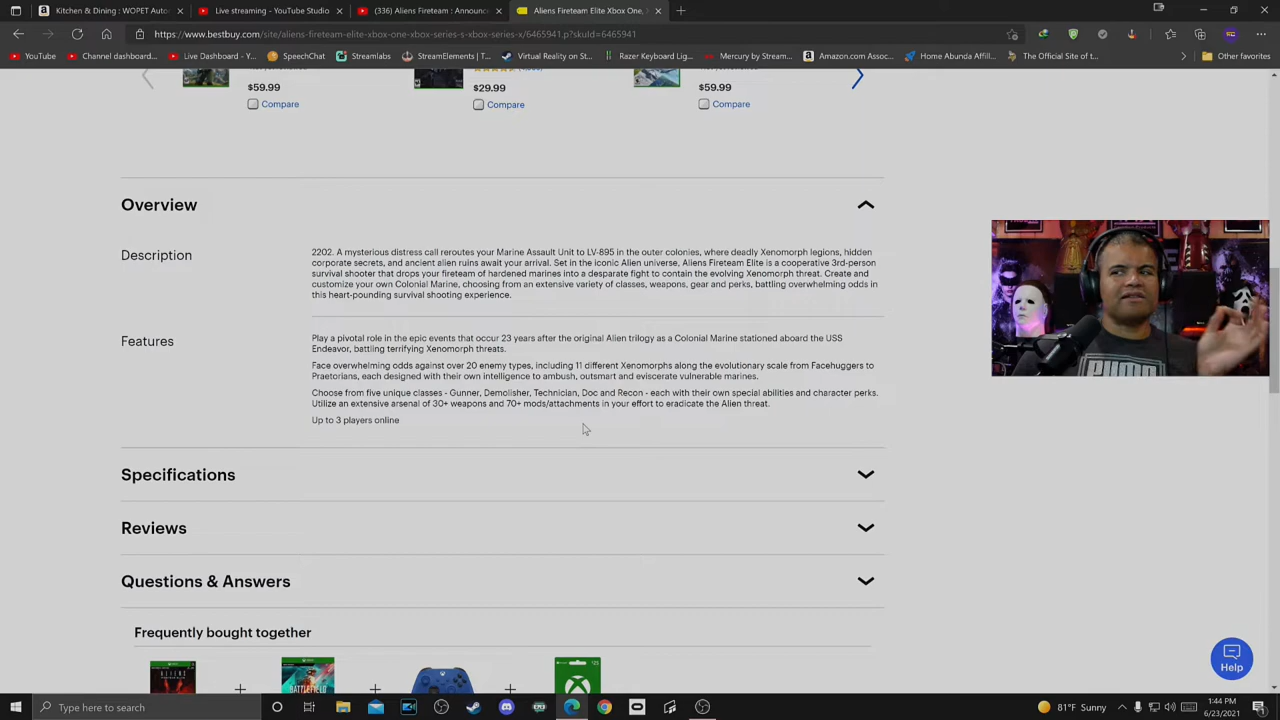 Kitchen & Dining : WOPET Auto
Live streaming - YouTube Studio
(336) Aliens Fireteam : Announc
Aliens Fireteam Elite Xbox One,
https://www.bestbuy.com/site/aliens-fireteam-elite-xbox-one-xbox-series-s-xbox-series-x/6465941.p?skuId=6465941
YouTube
Channel dashboard...
Live Dashboard - Y...
SpeechChat
Streamlabs
StreamElements | T...
Virtual Reality on St...
Razer Keyboard Lig...
Mercury by Stream...
Amazon.com Assoc...
Home Abunda Affili...
The Official Site of t...
Other favorites
$59.99
$29.99
$59.99
Compare
Compare
Compare
Overview
Description
2202. A mysterious distress call reroutes your Marine Assault Unit to LV-895 in the outer colonies, where deadly Xenomorph legions, hidden
corporate secrets, and ancient alien ruins await your arrival. Set in the iconic Alien universe, Aliens Fireteam Elite is a cooperative 3rd-person
survival shooter that drops your fireteam of hardened marines into a desperate fight to contain the evolving Xenomorph threat. Create and
customize your own Colonial Marine, choosing from an extensive variety of classes, weapons, gear and perks, battling overwhelming odds in
this heart-pounding survival shooting experience.
Features
Play a pivotal role in the epic events that occur 23 years after the original Alien trilogy as a Colonial Marine stationed aboard the USS
Endeavor, battling terrifying Xenomorph threats.
Face overwhelming odds against over 20 enemy types, including 11 different Xenomorphs along the evolutionary scale from Facehuggers to
Praetorians, each designed with their own intelligence to ambush, outsmart and eviscerate vulnerable marines.
Choose from five unique classes - Gunner, Demolisher, Technician, Doc and Recon - each with their own special abilities and character perks.
Utilize an extensive arsenal of 30+ weapons and 70+ mods/attachments in your effort to eradicate the Alien threat.
Up to 3 players online
Specifications
Reviews
Questions & Answers
Frequently bought together
PUMA
Help
Type here to search
81°F Sunny
1:44 PM
6/23/2021